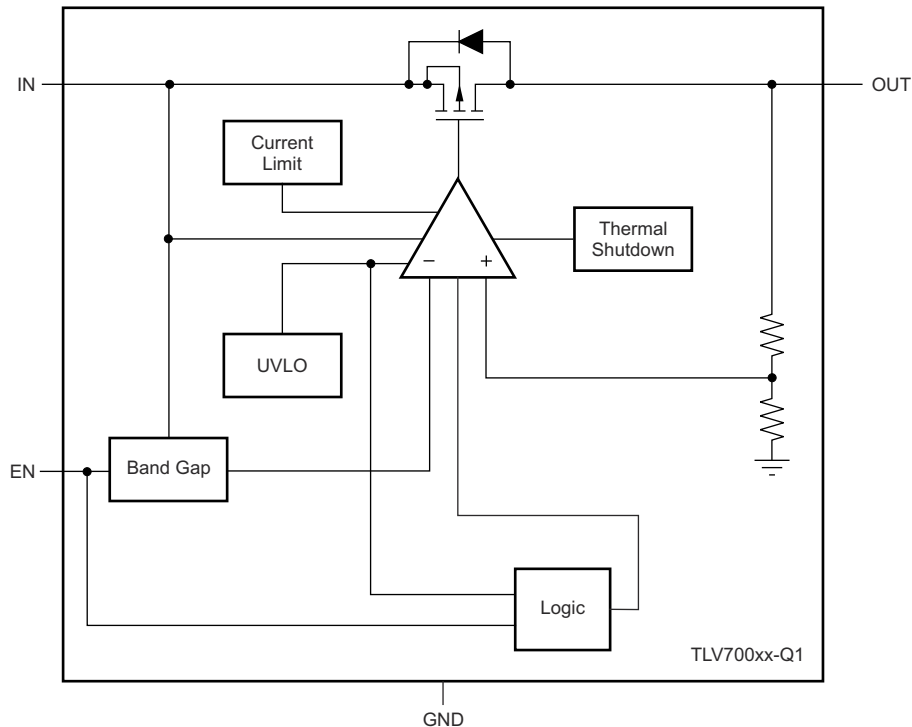 IN
OUT
Current
Limit
Thermal
Shutdown
−
+
UVLO
EN
Band Gap
Logic
TLV700xx-Q1
GND